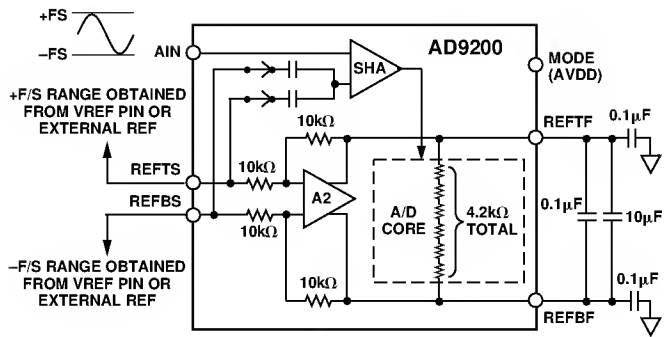 +FS
–FS
AIN
AD9200
SHA
MODE
(AVDD)
+F/S RANGE OBTAINED
FROM VREF PIN OR
EXTERNAL REF
10kΩ
REFTF
0.1µF
REFTS
10kΩ
A2
A/D
CORE
4.2kΩ
TOTAL
0.1µF
10µF
REFBS
10kΩ
–F/S RANGE OBTAINED
FROM VREF PIN OR
EXTERNAL REF
10kΩ
0.1µF
REFBF